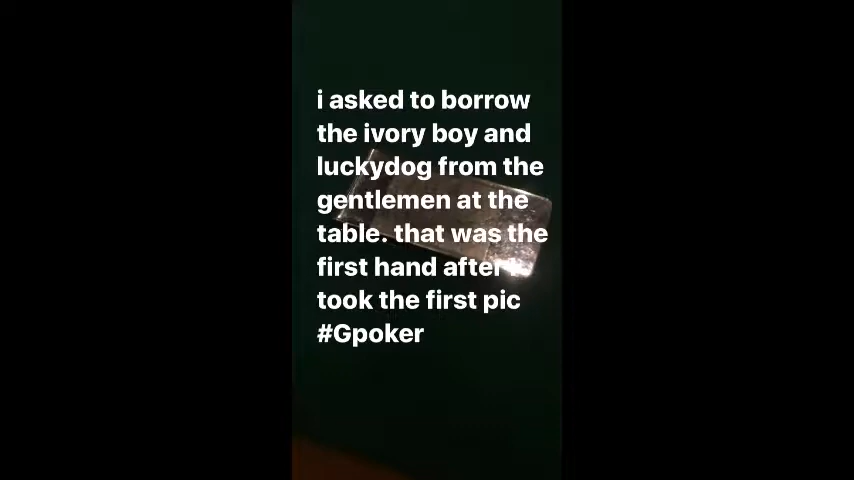 i asked to borrow
the ivory boy and
luckydog from the
gentlemen at the
table. that was the
first hand after i
took the first pic
#Gpoker